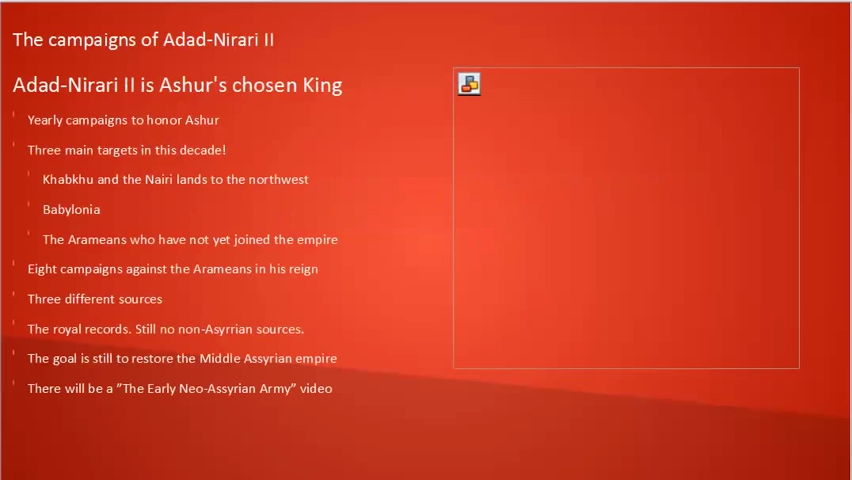 The campaigns of Adad-Nirari II
Adad-Nirari II is Ashur's chosen King
Yearly campaigns to honor Ashur
Three main targets in this decade!
Khabkhu and the Nairi lands to the northwest
Babylonia
The Arameans who have not yet joined the empire
Eight campaigns against the Arameans in his reign
Three different sources
The royal records. Still no non-Asyrrian sources.
The goal is still to restore the Middle Assyrian empire
There will be a ”The Early Neo-Assyrian Army” video